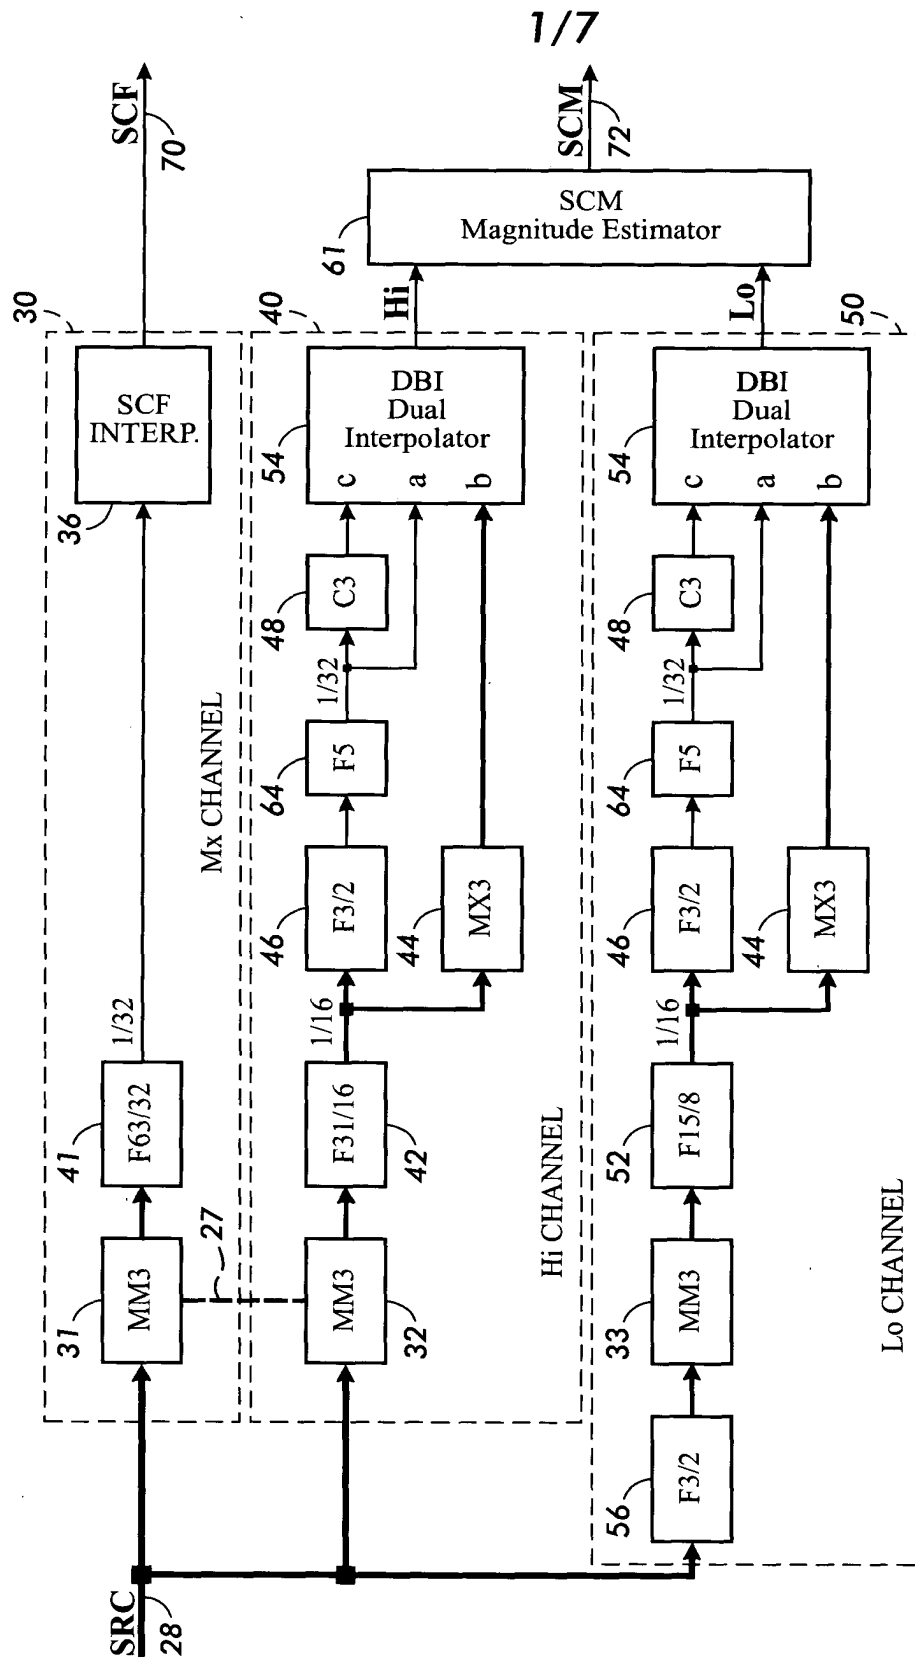 1/7
SRC
28
31
MM3
41
F63/32
1/32
36
SCF
INTERP.
30
SCF
70
Mx CHANNEL
27
32
MM3
42
F31/16
1/16
46
F3/2
64
F5
1/32
48
C3
44
MX3
54
DBI
Dual
Interpolator
c
a
b
40
Hi
Hi CHANNEL
56
F3/2
33
MM3
52
F15/8
1/16
46
F3/2
64
F5
1/32
48
C3
44
MX3
54
DBI
Dual
Interpolator
c
a
b
50
Lo
Lo CHANNEL
61
SCM
Magnitude Estimator
SCM
72